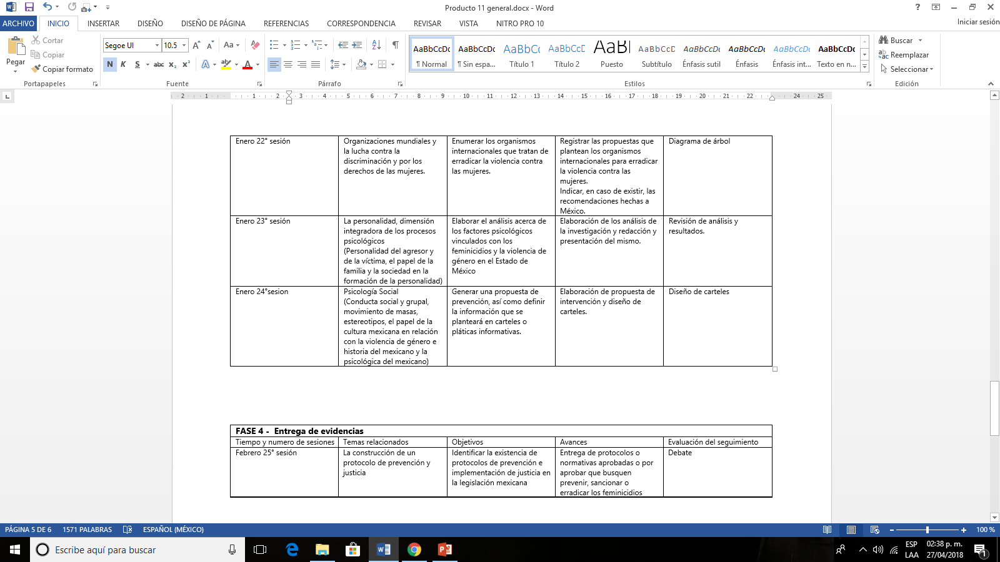 Producto 11 general.docx - Word
ARCHIVO INICIO INSERTAR DISEÑO DISEÑO DE PÁGINA REFERENCIAS CORRESPONDENCIA REVISAR VISTA NITRO PRO 10 Iniciar sesión
Pegar
Cortar
Copiar
Copiar formato
Portapapeles
Segoe UI 10.5
N K S abc x₂ x²
Fuente
Párrafo
AaBbCcDc AaBbCcDc AaBbCc AaBbCcD AaB AaBbCcD AaBbCcDc AaBbCcDc AaBbCcDc AaBbCcDc
¶ Normal ¶ Sin espa... Título 1 Título 2 Puesto Subtítulo Énfasis sutil Énfasis Énfasis int... Texto en n...
Estilos
Buscar
Reemplazar
Seleccionar
Edición
2 1 1 2 3 4 5 6 7 8 9 10 11 12 13 14 15 16 17 18 19 20 21 22 24 25
Enero 22° sesión
Organizaciones mundiales y
la lucha contra la
discriminación y por los
derechos de las mujeres.
Enumerar los organismos
internacionales que tratan de
erradicar la violencia contra
las mujeres.
Registrar las propuestas que
plantean los organismos
internacionales para erradicar
la violencia contra las
mujeres.
Indicar, en caso de existir, las
recomendaciones hechas a
México.
Diagrama de árbol
Enero 23° sesión
La personalidad, dimensión
integradora de los procesos
psicológicos
(Personalidad del agresor y
de la víctima, el papel de la
familia y la sociedad en la
formación de la personalidad)
Elaborar el análisis acerca de
los factores psicológicos
vinculados con los
feminicidios y la violencia de
género en el Estado de
México
Elaboración de los análisis de
la investigación y redacción y
presentación del mismo.
Revisión de análisis y
resultados.
Enero 24°sesion
Psicología Social
(Conducta social y grupal,
movimiento de masas,
estereotipos, el papel de la
cultura mexicana en relación
con la violencia de género e
historia del mexicano y la
psicológica del mexicano)
Generar una propuesta de
prevención, así como definir
la información que se
planteará en carteles o
pláticas informativas.
Elaboración de propuesta de
intervención y diseño de
carteles.
Diseño de carteles
FASE 4 - Entrega de evidencias
Tiempo y numero de sesiones Temas relacionados Objetivos Avances Evaluación del seguimiento
Febrero 25° sesión
La construcción de un
protocolo de prevención y
justicia
Identificar la existencia de
protocolos de prevención e
implementación de justicia en
la legislación mexicana
Entrega de protocolos o
normativas aprobadas o por
aprobar que busquen
prevenir, sancionar o
erradicar los feminicidios
Debate
PÁGINA 5 DE 6 1571 PALABRAS ESPAÑOL (MÉXICO) 100 %
Escribe aquí para buscar
ESP
LAA
02:38 p. m.
27/04/2018
1